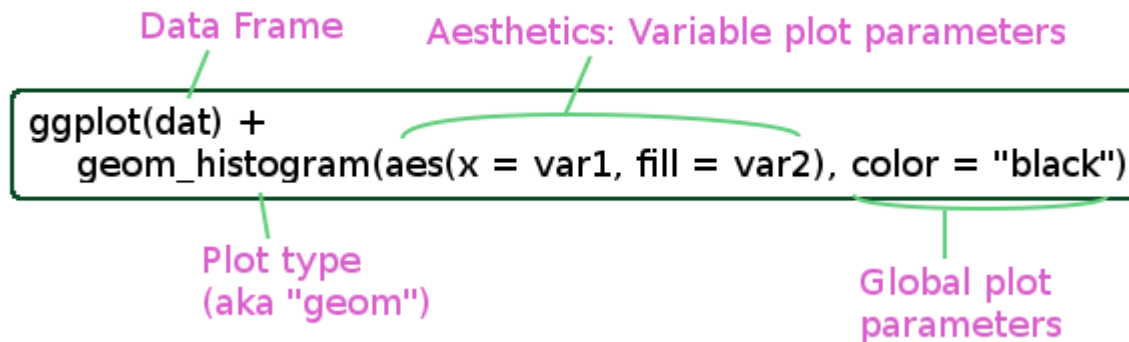 Data Frame
Aesthetics: Variable plot parameters
ggplot(dat) +
geom_histogram(aes(x = var1, fill = var2), color = "black")
Plot type
(aka "geom")
Global plot
parameters